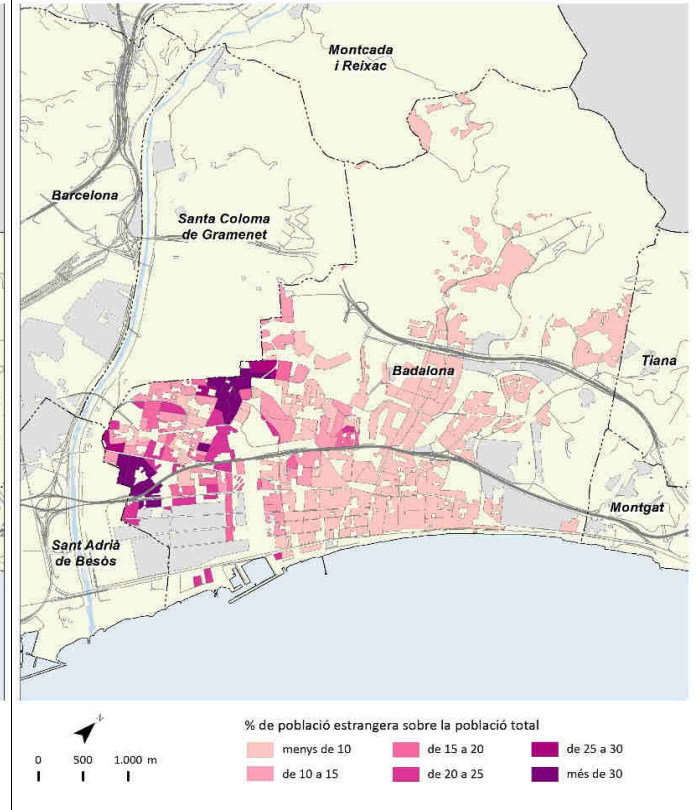 Montcada
i Reixac
Barcelona
Santa Coloma
de Gramenet
Tiana
Badalona
Montgat
Sant Adrià
de Besòs
N
% de població estrangera sobre la població total
0 500 1.000 m
menys de 10
de 15 a 20
de 25 a 30
de 10 a 15
de 20 a 25
més de 30